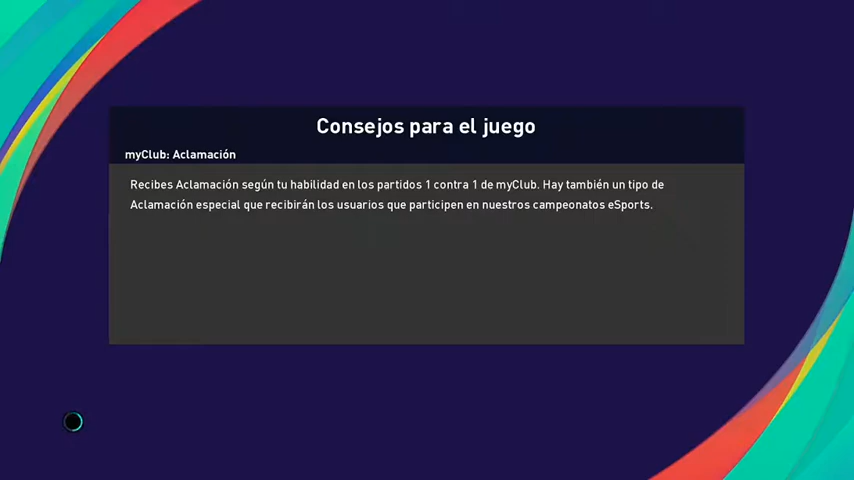 Consejos para el juego
myClub: Aclamación
Recibes Aclamación según tu habilidad en los partidos 1 contra 1 de myClub. Hay también un tipo de
Aclamación especial que recibirán los usuarios que participen en nuestros campeonatos eSports.